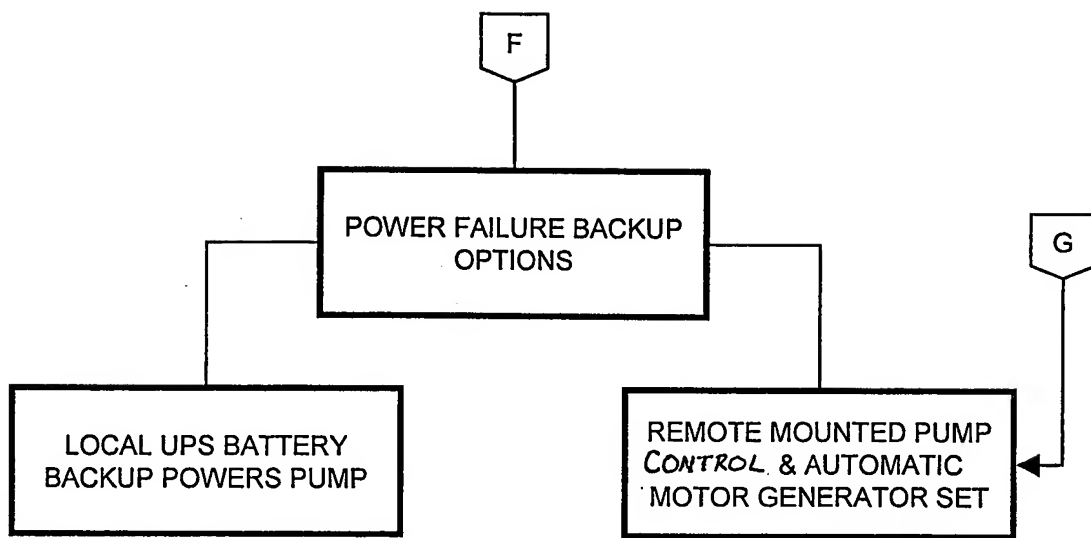 F
POWER FAILURE BACKUP
OPTIONS
G
LOCAL UPS BATTERY
BACKUP POWERS PUMP
REMOTE MOUNTED PUMP
CONTROL & AUTOMATIC
MOTOR GENERATOR SET